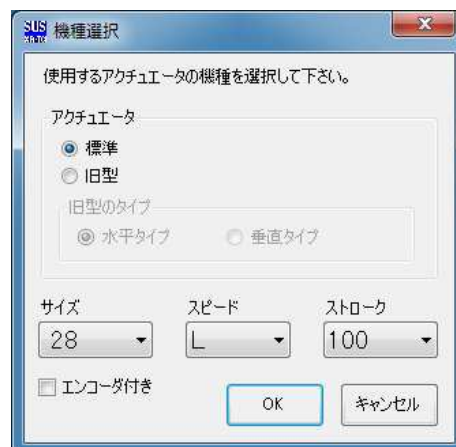 SUS 機種選択
使用するアクチュエータの機種を選択して下さい。
アクチュエータ
標準
旧型
旧型のタイプ
水平タイプ 垂直タイプ
サイズ スピード ストローク
28 L 100
エンコーダ付き OK キャンセル